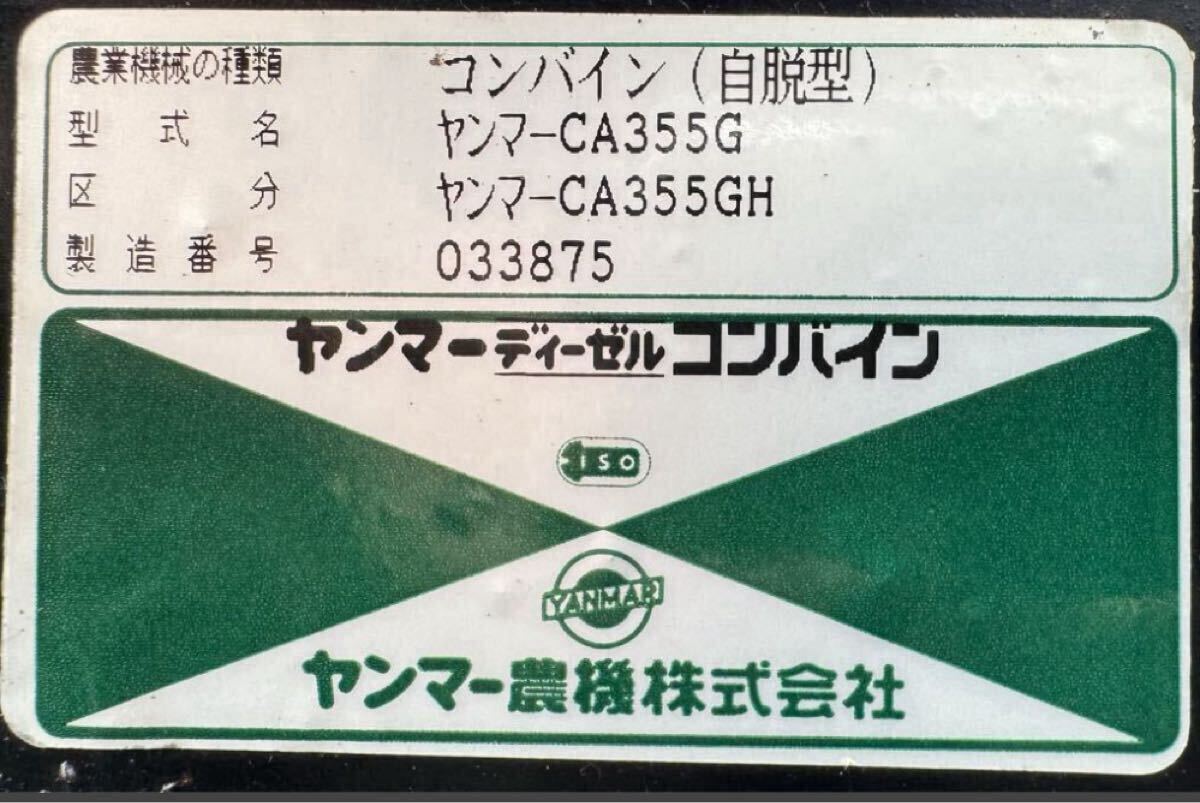 農業機械の種類 コンバイン(自脱型)
型式名 ヤンマーCA355G
区分 ヤンマーCA355GH
製造番号 033875
ヤンマーディーゼルコンバイン
ISO
YANMAR
ヤンマー農機株式会社